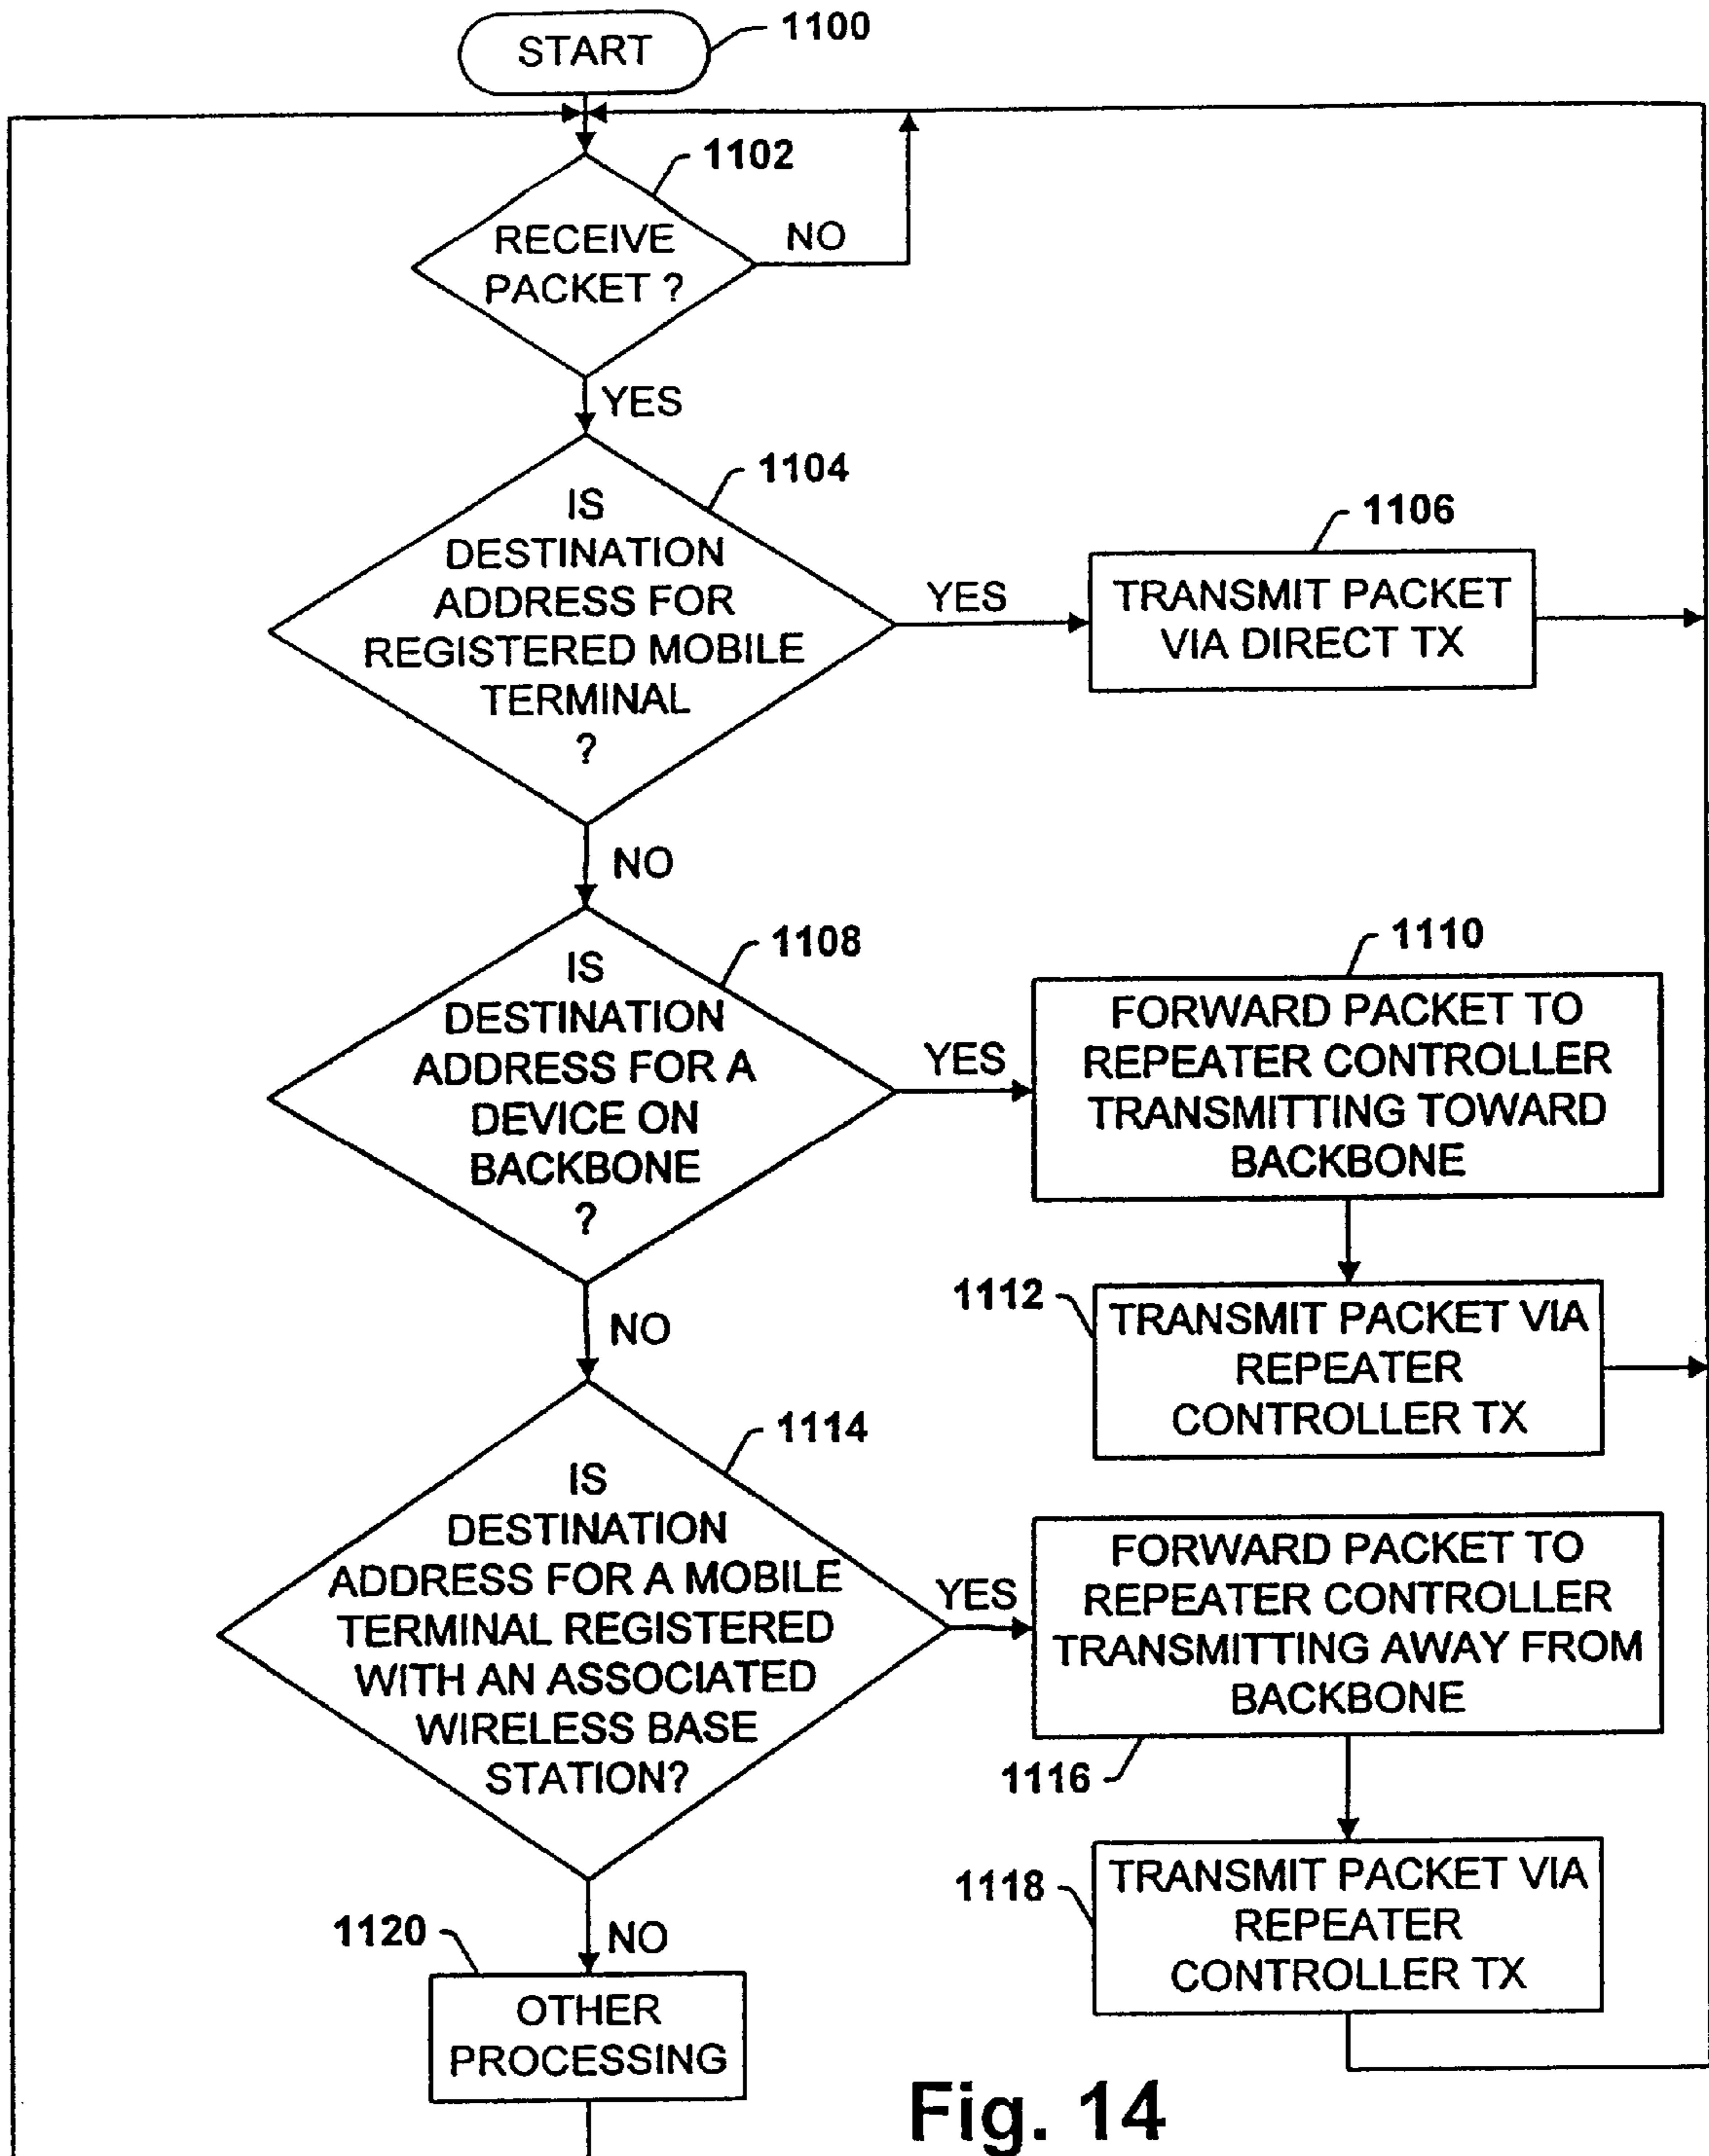 START
1100
1102
RECEIVE
PACKET ?
NO
YES
1104
IS
DESTINATION
ADDRESS FOR
REGISTERED MOBILE
TERMINAL
?
YES
1106
TRANSMIT PACKET
VIA DIRECT TX
NO
1108
IS
DESTINATION
ADDRESS FOR A
DEVICE ON
BACKBONE
?
YES
1110
FORWARD PACKET TO
REPEATER CONTROLLER
TRANSMITTING TOWARD
BACKBONE
1112
TRANSMIT PACKET VIA
REPEATER
CONTROLLER TX
NO
1114
IS
DESTINATION
ADDRESS FOR A MOBILE
TERMINAL REGISTERED
WITH AN ASSOCIATED
WIRELESS BASE
STATION?
YES
FORWARD PACKET TO
REPEATER CONTROLLER
TRANSMITTING AWAY FROM
BACKBONE
1116
1118
TRANSMIT PACKET VIA
REPEATER
CONTROLLER TX
NO
1120
OTHER
PROCESSING
Fig. 14